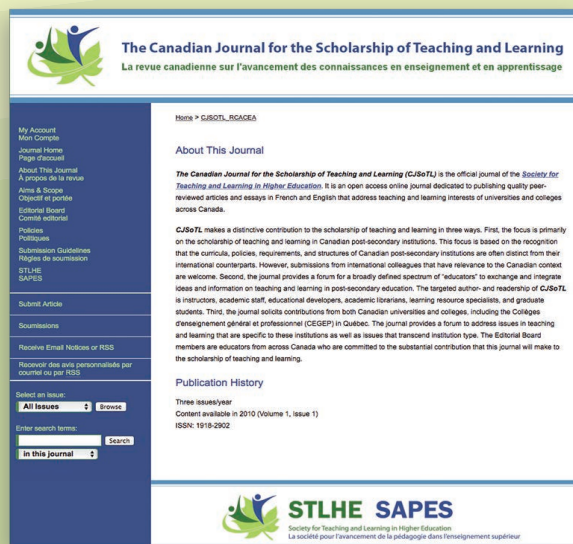 The Canadian Journal for the Scholarship of Teaching and Learning
La revue canadienne sur l'avancement des connaissances en enseignement et en apprentissage
My Account
Mon Compte
Journal Home
Page d'accueil
About This Journal
À propos de la revue
Aims & Scope
Objectif et portée
Editorial Board
Comité editorial
Policies
Politiques
Submission Guidelines
Règles de soumission
STLHE
SAPES
Submit Article
Soumissions
Receive Email Notices or RSS
Recevoir des avis personnalisés par
courriel ou par RSS
Select an issue:
All Issues Browse
Enter search terms:
Search
in this journal
Home > CJSOTL_RCACEA
About This Journal
The Canadian Journal for the Scholarship of Teaching and Learning (CJSoTL) is the official journal of the Society for
Teaching and Learning in Higher Education. It is an open access online journal dedicated to publishing quality peer-
reviewed articles and essays in French and English that address teaching and learning interests of universities and colleges
across Canada.
CJSoTL makes a distinctive contribution to the scholarship of teaching and learning in three ways. First, the focus is primarily
on the scholarship of teaching and learning in Canadian post-secondary institutions. This focus is based on the recognition
that the curricula, policies, requirements, and structures of Canadian post-secondary institutions are often distinct from their
international counterparts. However, submissions from international colleagues that have relevance to the Canadian context
are welcome. Second, the journal provides a forum for a broadly defined spectrum of "educators" to exchange and integrate
ideas and information on teaching and learning in post-secondary education. The targeted author- and readership of CJSoTL
is instructors, academic staff, educational developers, academic librarians, learning resource specialists, and graduate
students. Third, the journal solicits contributions from both Canadian universities and colleges, including the Collèges
d'enseignement général et professionnel (CEGEP) in Québec. The journal provides a forum to address issues in teaching
and learning that are specific to these institutions as well as issues that transcend institution type. The Editorial Board
members are educators from across Canada who are committed to the substantial contribution that this journal will make to
the scholarship of teaching and learning.
Publication History
Three issues/year
Content available in 2010 (Volume 1, Issue 1)
ISSN: 1918-2902
STLHE SAPES
Society for Teaching and Learning in Higher Education
La société pour l'avancement de la pédagogie dans l'enseignement supérieur